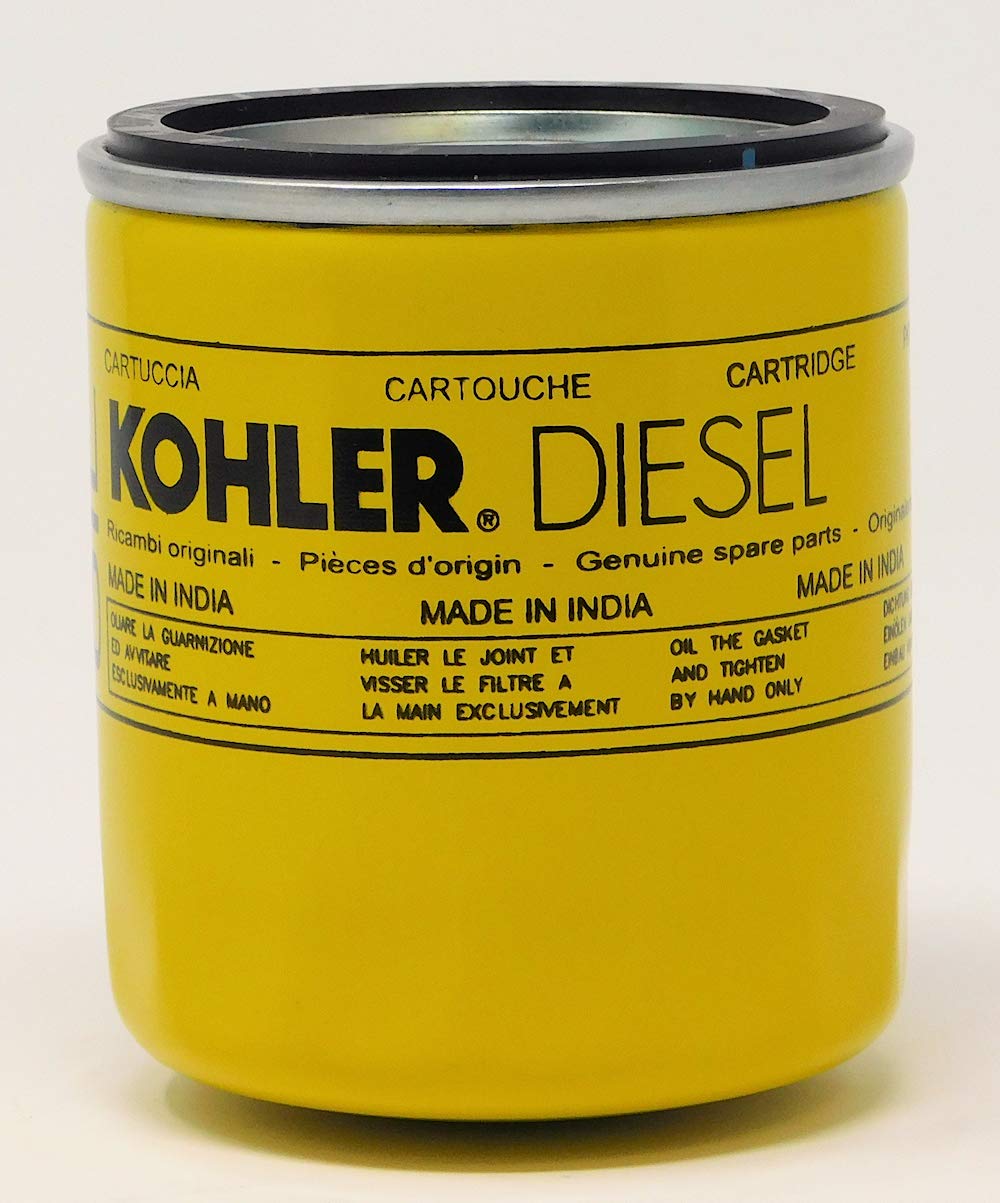 CARTUCCIA CARTOUCHE CARTRIDGE
KOHLER® DIESEL
Ricambi originali - Pièces d'origin - Genuine spare parts -
MADE IN INDIA MADE IN INDIA MADE IN INDIA
OLIARE LA GUARNIZIONE
ED AVVITARE
ESCLUSIVAMENTE A MANO
HUILER LE JOINT ET
VISSER LE FILTRE A
LA MAIN EXCLUSIVEMENT
OIL THE GASKET
AND TIGHTEN
BY HAND ONLY